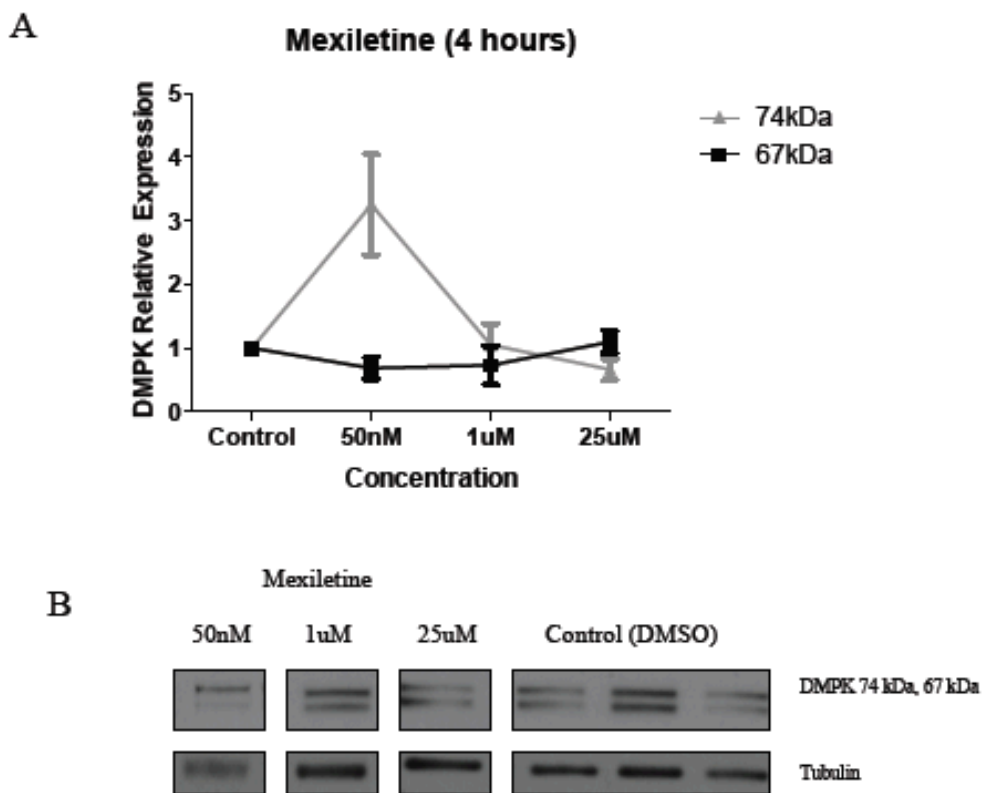 A
Mexiletine (4 hours)
DMPK Relative Expression
5
4
3
2
1
0
74kDa
67kDa
Control 50nM 1uM 25uM
Concentration
B
Mexiletine
50nM 1uM 25uM Control (DMSO)
DMPK 74 kDa, 67 kDa
Tubulin